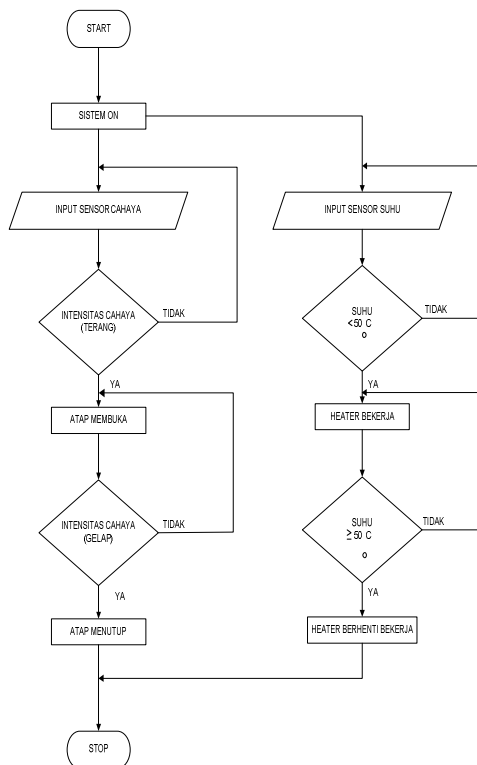 START
SISTEM ON
INPUT SENSOR CAHAYA
INTENSITAS CAHAYA
(TERANG)
TIDAK
YA
ATAP MEMBUKA
INTENSITAS CAHAYA
(GELAP)
TIDAK
YA
ATAP MENUTUP
STOP
INPUT SENSOR SUHU
SUHU
<50 C
o
TIDAK
YA
HEATER BEKERJA
SUHU
≥50 C
o
TIDAK
YA
HEATER BERHENTI BEKERJA